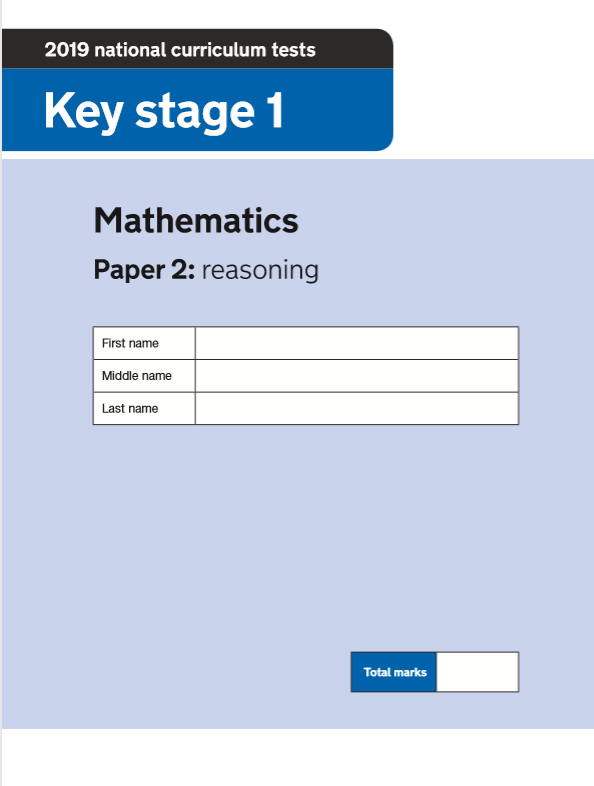 2019 national curriculum tests
Key stage 1
Mathematics
Paper 2: reasoning
First name
Middle name
Last name
Total marks